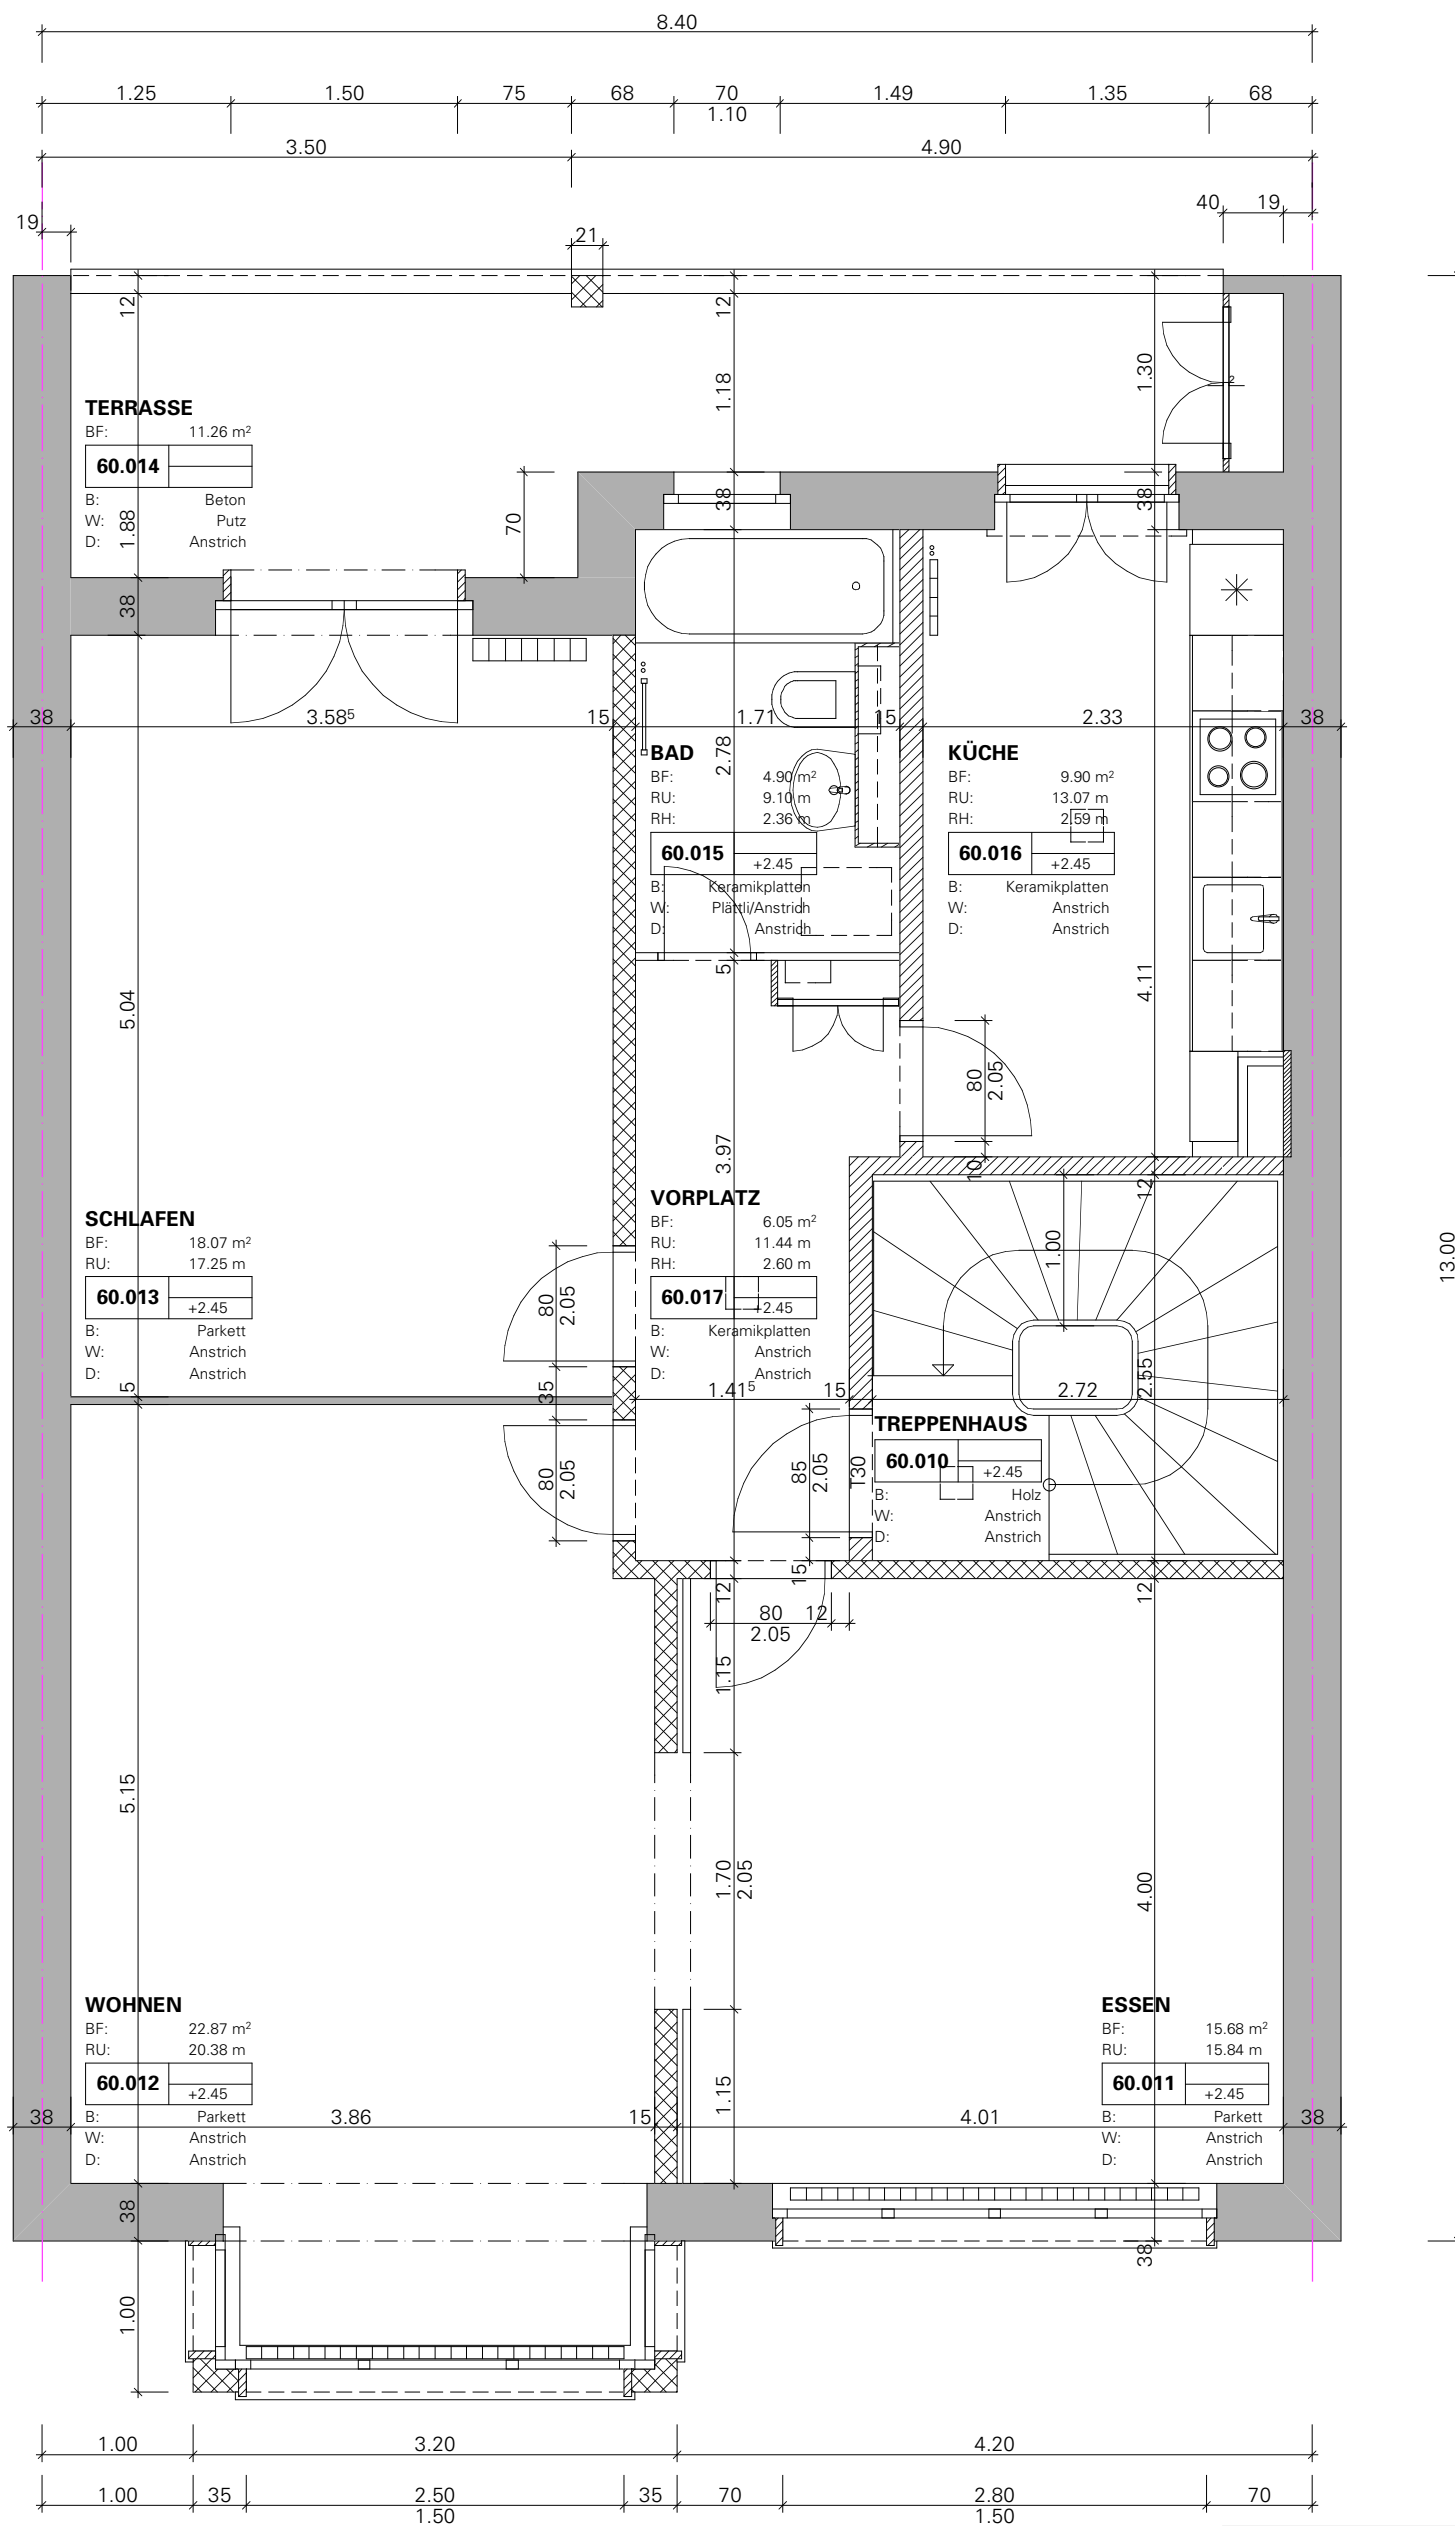 8.40
1.25 1.50 75 68 70 1.49 1.35 68
1.10
3.50 4.90
40 19
19
21
12 12
1.18 1.30
2
TERRASSE
BF: 11.26 m²
60.014
B: Beton
W: Putz
D: Anstrich
1.88
70
38 38
38
38 3.58⁵ 15 1.71 15 2.33 38
2.78
BAD
BF: 4.90 m²
RU: 9.10 m
RH: 2.36 m
60.015
+2.45
B: Keramikplatten
W: Plättli/Anstrich
D: Anstrich
KÜCHE
BF: 9.90 m²
RU: 13.07 m
RH: 2.59 m
60.016
+2.45
B: Keramikplatten
W: Anstrich
D: Anstrich
5
5.04
4.11
80
2.05
3.97
10
12
VORPLATZ
BF: 6.05 m²
RU: 11.44 m
RH: 2.60 m
60.017
+2.45
B: Keramikplatten
W: Anstrich
D: Anstrich
SCHLAFEN
BF: 18.07 m²
RU: 17.25 m
60.013
+2.45
B: Parkett
W: Anstrich
D: Anstrich
1.00
13.00
80
2.05
5
35
1.41⁵ 15 2.72
2.55
80
2.05
85
2.05
T30
TREPPENHAUS
60.010
+2.45
B: Holz
W: Anstrich
D: Anstrich
15
12 12
80 12
2.05
1.15
5.15
1.70
2.05
4.00
WOHNEN
BF: 22.87 m²
RU: 20.38 m
60.012
+2.45
B: Parkett
W: Anstrich
D: Anstrich
ESSEN
BF: 15.68 m²
RU: 15.84 m
60.011
+2.45
B: Parkett
W: Anstrich
D: Anstrich
1.15
38 3.86 15 4.01 38
38
38
1.00
1.00 3.20 4.20
1.00 35 2.50 35 70 2.80 70
1.50 1.50